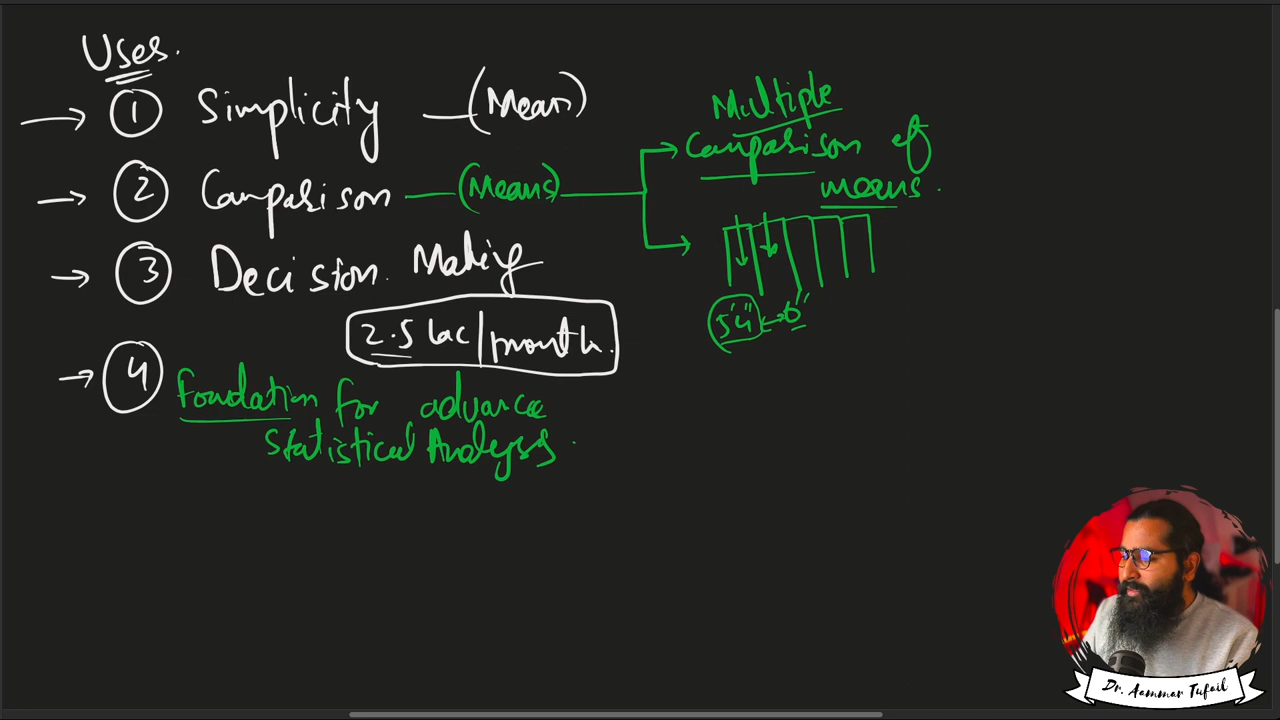 Uses.
① Simplicity — (Mean)
② Comparison — (Means)
Multiple
Comparison of
means.
5'4" ↔ 6"
③ Decision Making
2.5 lac/month.
④ Foundation for advance
Statistical Analysis.
Dr. Aammar Tufail